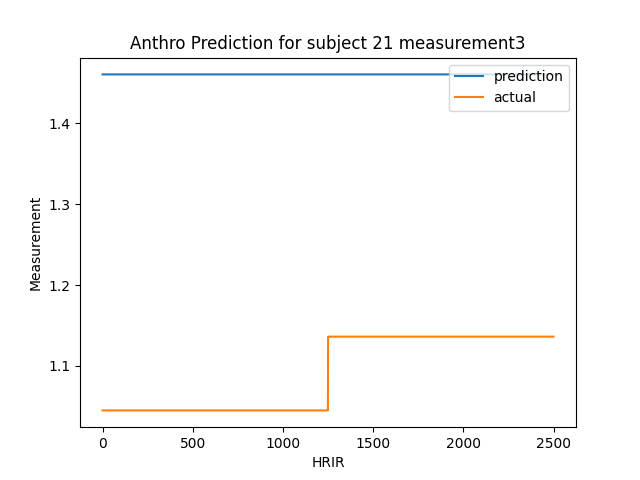 Anthro Prediction for subject 21 measurement3
prediction
actual
Measurement
1.4
1.3
1.2
1.1
0 500 1000 1500 2000 2500
HRIR